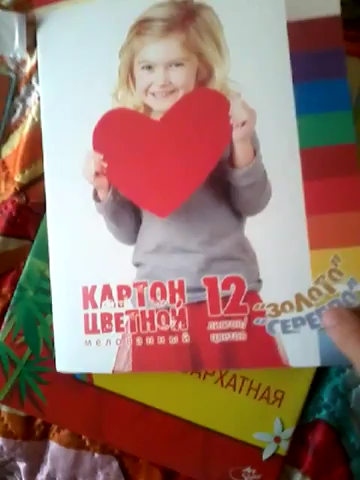 КАРТОН
ЦВЕТНОЙ
мелованный
12
листов/
цветов
"ЗОЛОТО"
"СЕРЕБРО"
БАРХАТНАЯ